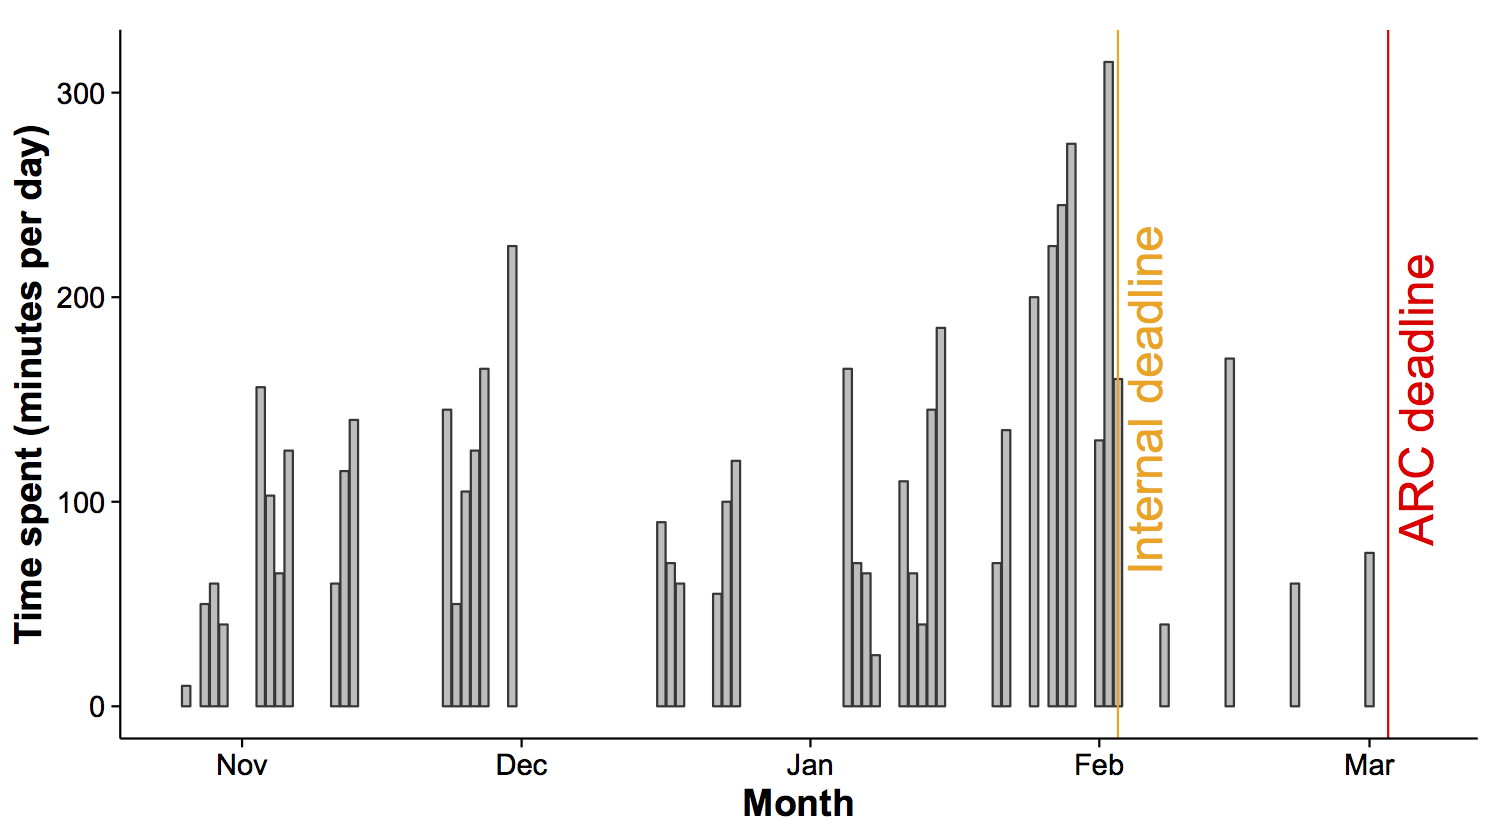 Time spent (minutes per day)
300
200
100
0
Internal deadline
ARC deadline
Nov Dec Jan Feb Mar
Month